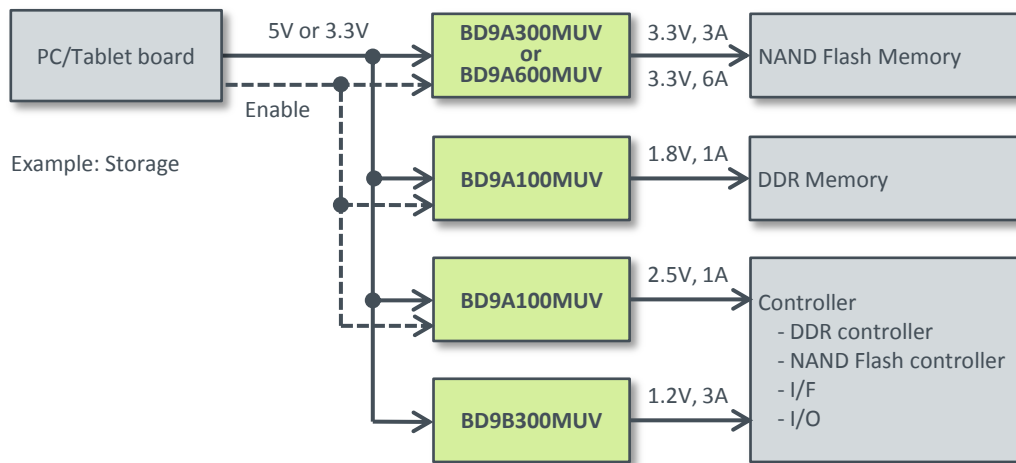 PC/Tablet board
5V or 3.3V
Enable
Example: Storage
BD9A300MUV
or
BD9A600MUV
3.3V, 3A
3.3V, 6A
NAND Flash Memory
BD9A100MUV
1.8V, 1A
DDR Memory
BD9A100MUV
2.5V, 1A
BD9B300MUV
1.2V, 3A
Controller
- DDR controller
- NAND Flash controller
- I/F
- I/O